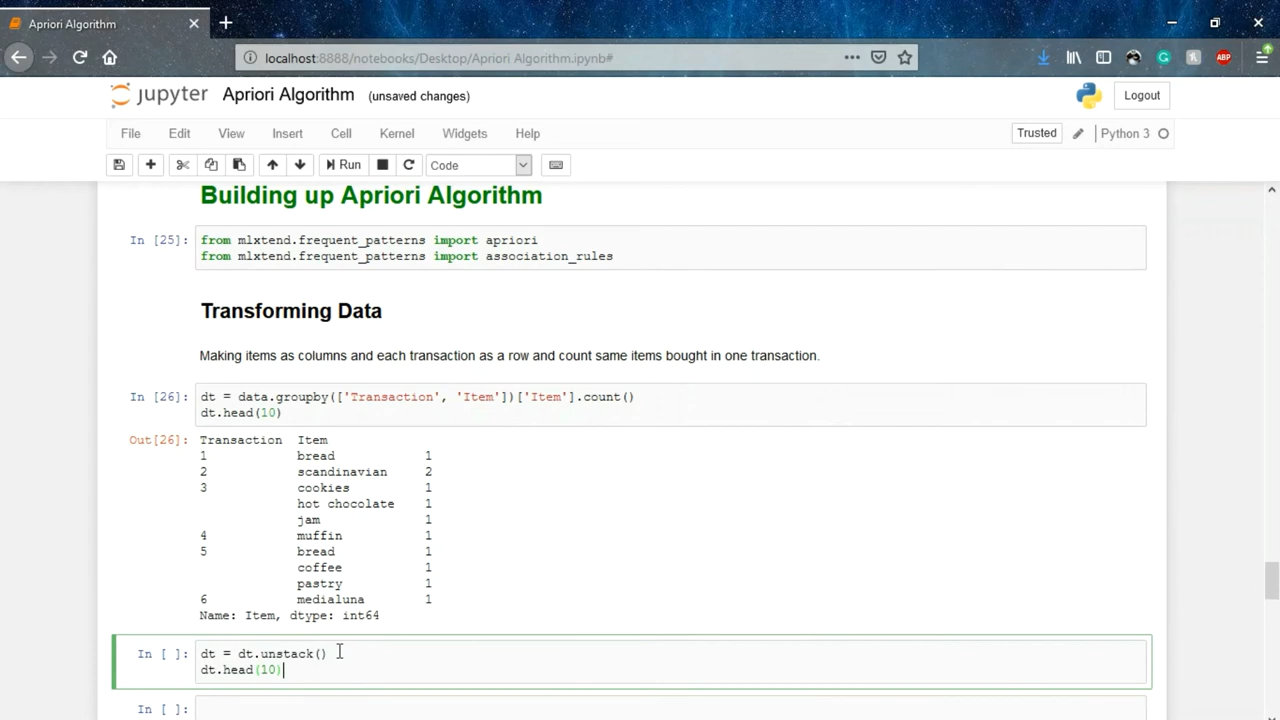 Apriori Algorithm
localhost:8888/notebooks/Desktop/Apriori Algorithm.ipynb#
ABP
jupyter Apriori Algorithm (unsaved changes)
Logout
File Edit View Insert Cell Kernel Widgets Help
Trusted
Python 3
Run
Code
Building up Apriori Algorithm
In [25]: from mlxtend.frequent_patterns import apriori
from mlxtend.frequent_patterns import association_rules
Transforming Data
Making items as columns and each transaction as a row and count same items bought in one transaction.
In [26]: dt = data.groupby(['Transaction', 'Item'])['Item'].count()
dt.head(10)
Out[26]: Transaction Item
1 bread 1
2 scandinavian 2
3 cookies 1
hot chocolate 1
jam 1
4 muffin 1
5 bread 1
coffee 1
pastry 1
6 medialuna 1
Name: Item, dtype: int64
In [ ]: dt = dt.unstack()
dt.head(10)
In [ ]: